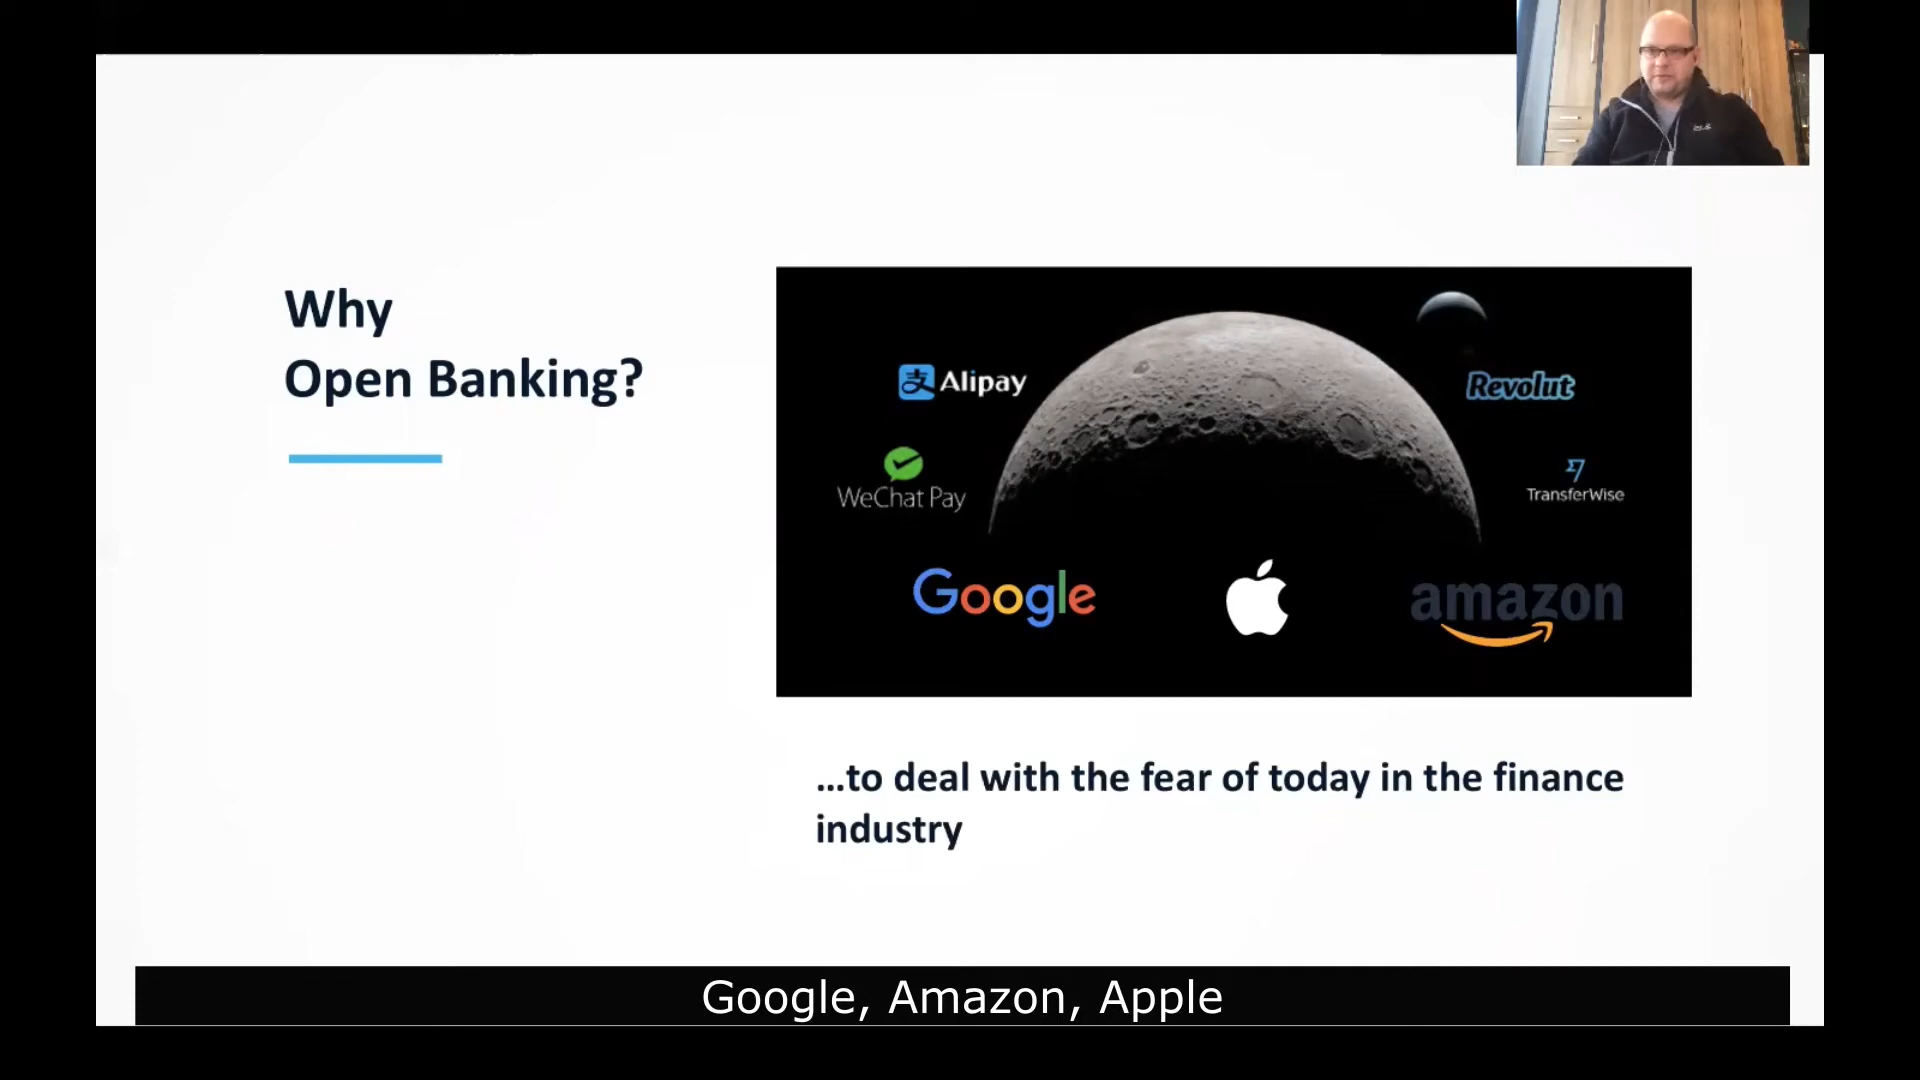 Why
Open Banking?
支 Alipay
Revolut
WeChat Pay
TransferWise
Google
amazon
...to deal with the fear of today in the finance
industry
Google, Amazon, Apple